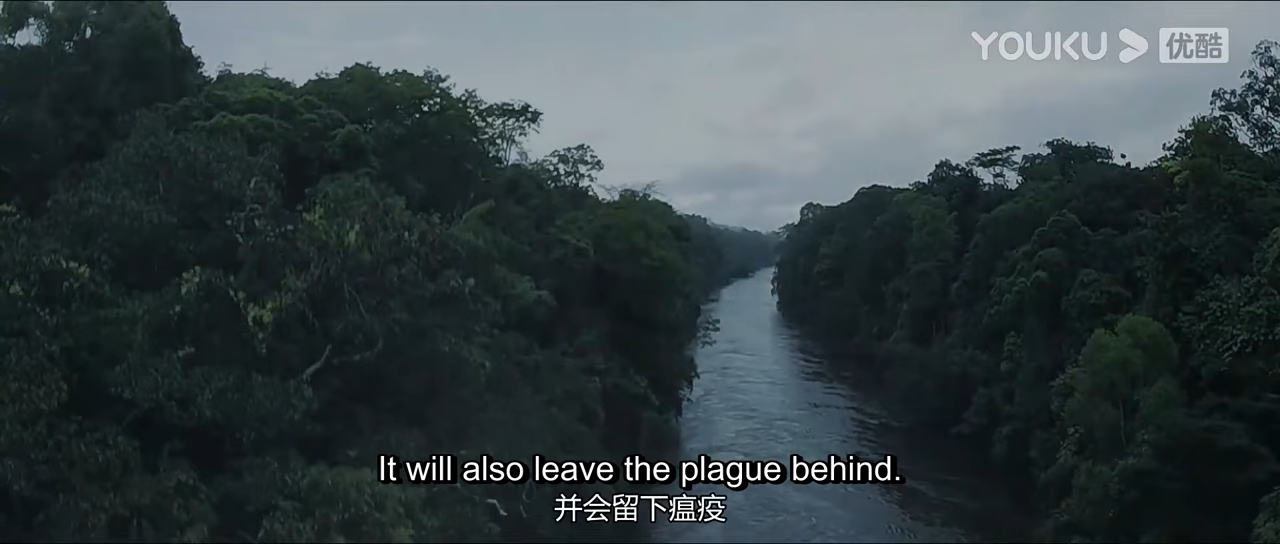 YOUKU 优酷
It will also leave the plague behind.
并会留下瘟疫